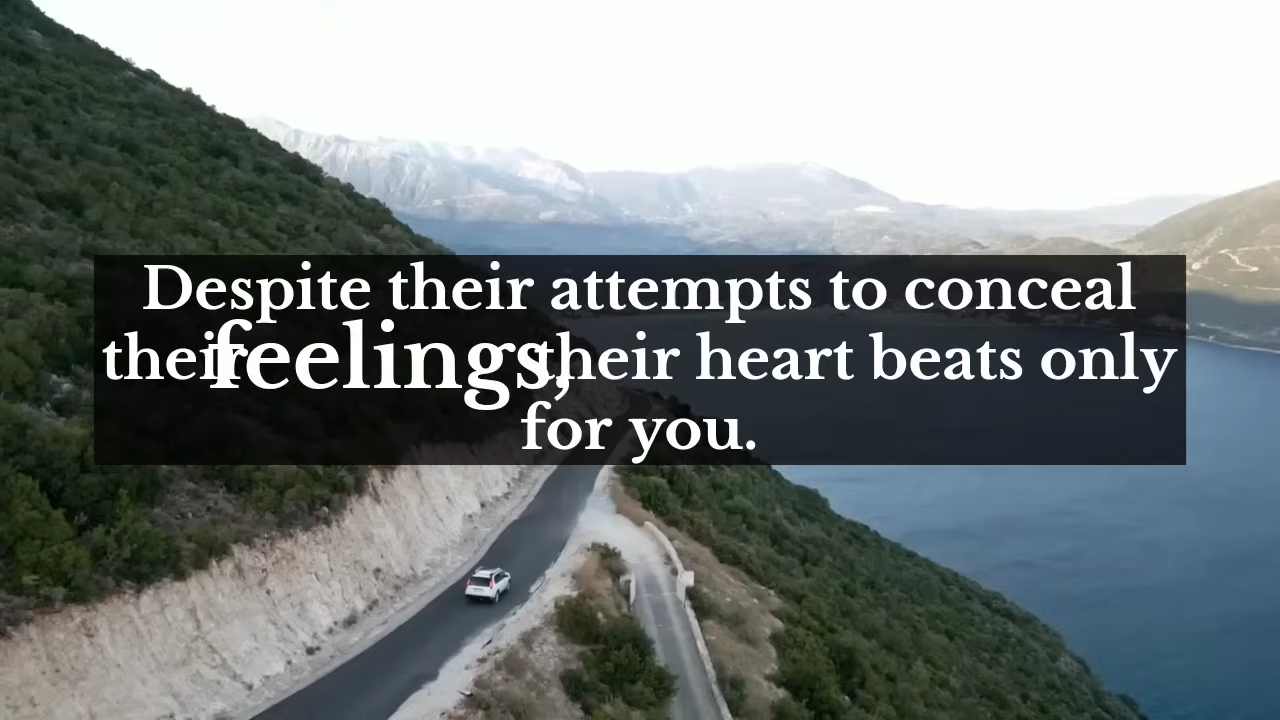 Despite their attempts to conceal
their feelings, their heart beats only
for you.